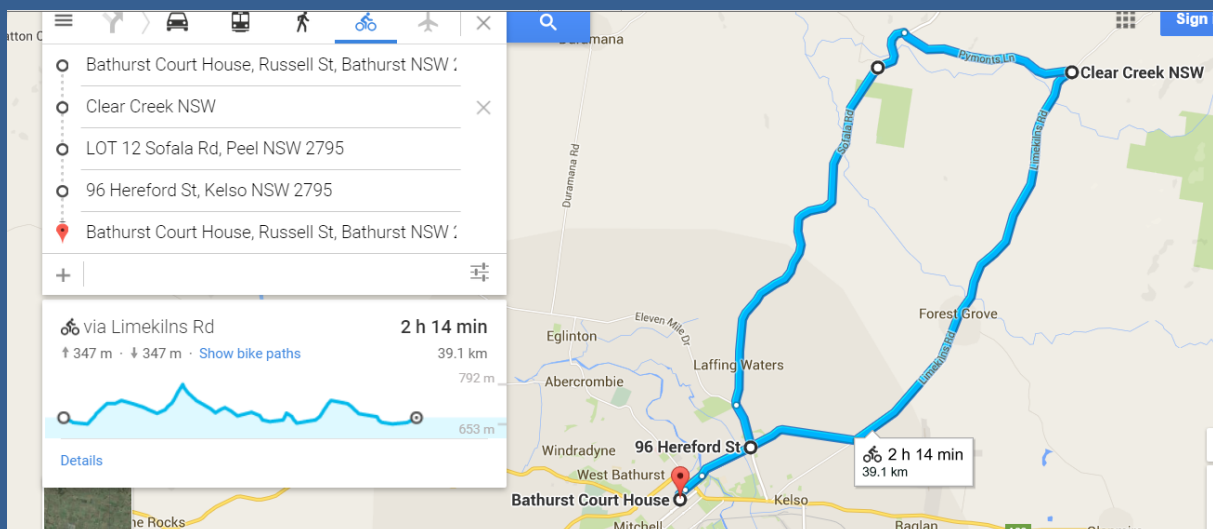 Sign
Bathurst Court House, Russell St, Bathurst NSW 2
Clear Creek NSW
LOT 12 Sofala Rd, Peel NSW 2795
96 Hereford St, Kelso NSW 2795
Bathurst Court House, Russell St, Bathurst NSW 2
via Limekilns Rd
2 h 14 min
347 m · 347 m · Show bike paths
39.1 km
792 m
653 m
Details
Duramana
Pymonts Ln
Clear Creek NSW
Sofala Rd
Limekilns Rd
Duramana Rd
Forest Grove
Eleven Mile Dr
Eglinton
Laffing Waters
Limekilns Rd
Abercrombie
96 Hereford St
2 h 14 min
39.1 km
Windradyne
West Bathurst
Bathurst Court House
Kelso
he Rocks
Mitchell
Raglan